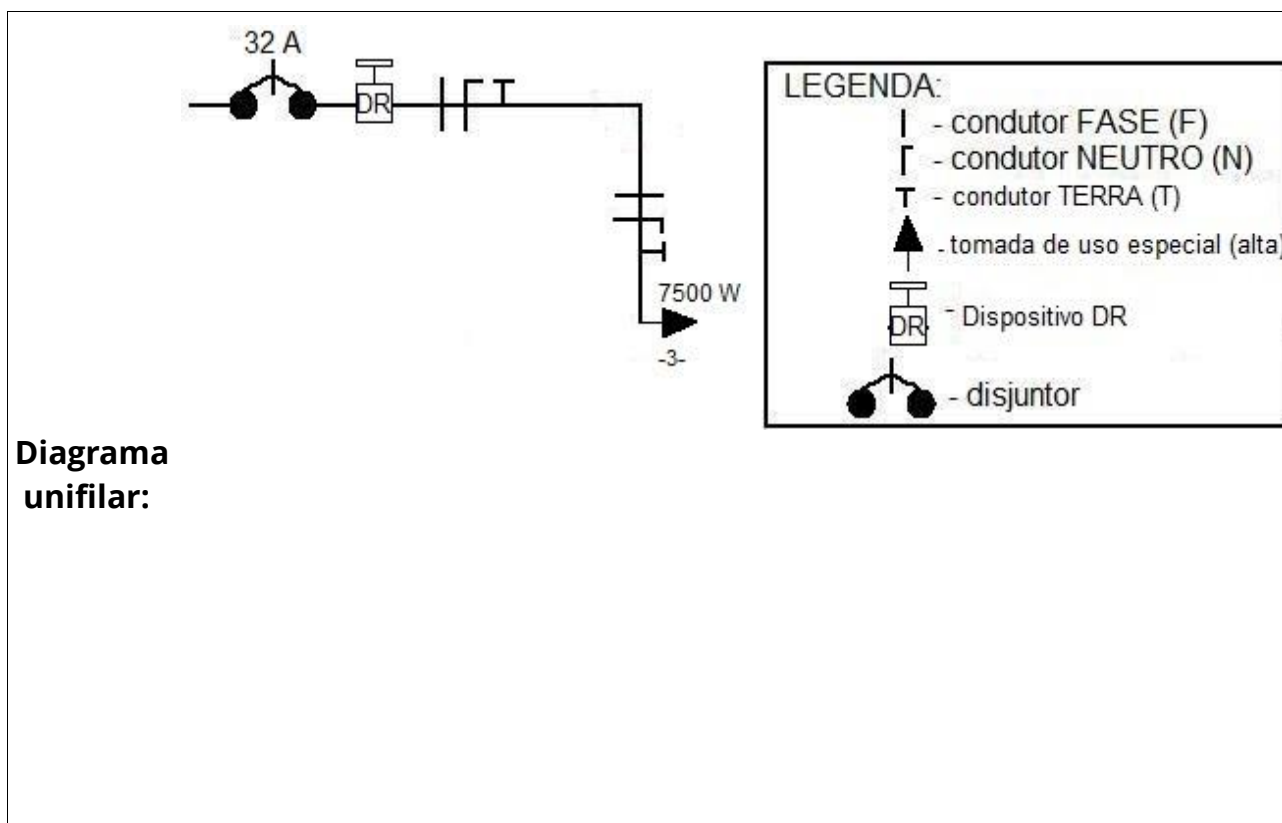 32 A
DR
7500 W
-3-
LEGENDA:
- condutor FASE (F)
- condutor NEUTRO (N)
- condutor TERRA (T)
- tomada de uso especial (alta)
DR - Dispositivo DR
- disjuntor
Diagrama
unifilar: